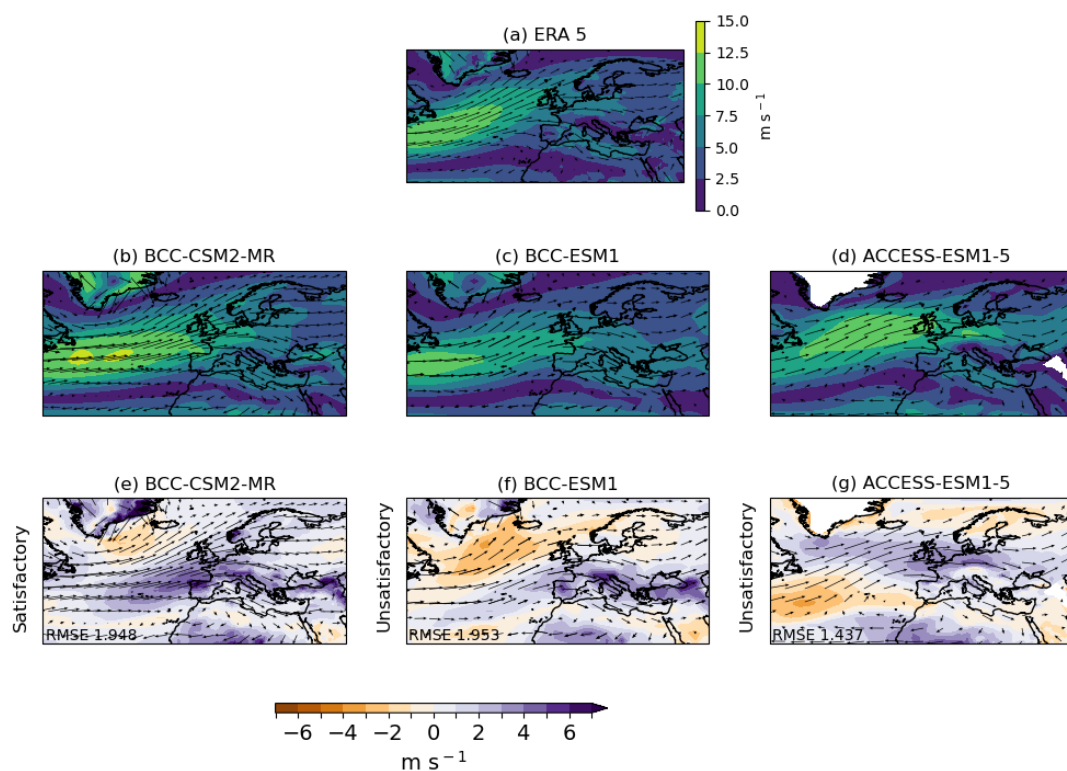 (a) ERA 5
15.0
12.5
10.0
7.5
5.0
2.5
0.0
m s⁻¹
(b) BCC-CSM2-MR
(c) BCC-ESM1
(d) ACCESS-ESM1-5
(e) BCC-CSM2-MR
(f) BCC-ESM1
(g) ACCESS-ESM1-5
Satisfactory
Unsatisfactory
Unsatisfactory
RMSE 1.948
RMSE 1.953
RMSE 1.437
−6 −4 −2 0 2 4 6
m s⁻¹